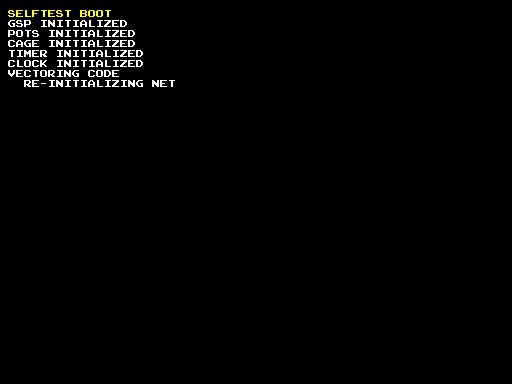 SELFTEST BOOT
GSP INITIALIZED
POTS INITIALIZED
CAGE INITIALIZED
TIMER INITIALIZED
CLOCK INITIALIZED
VECTORING CODE
RE-INITIALIZING NET